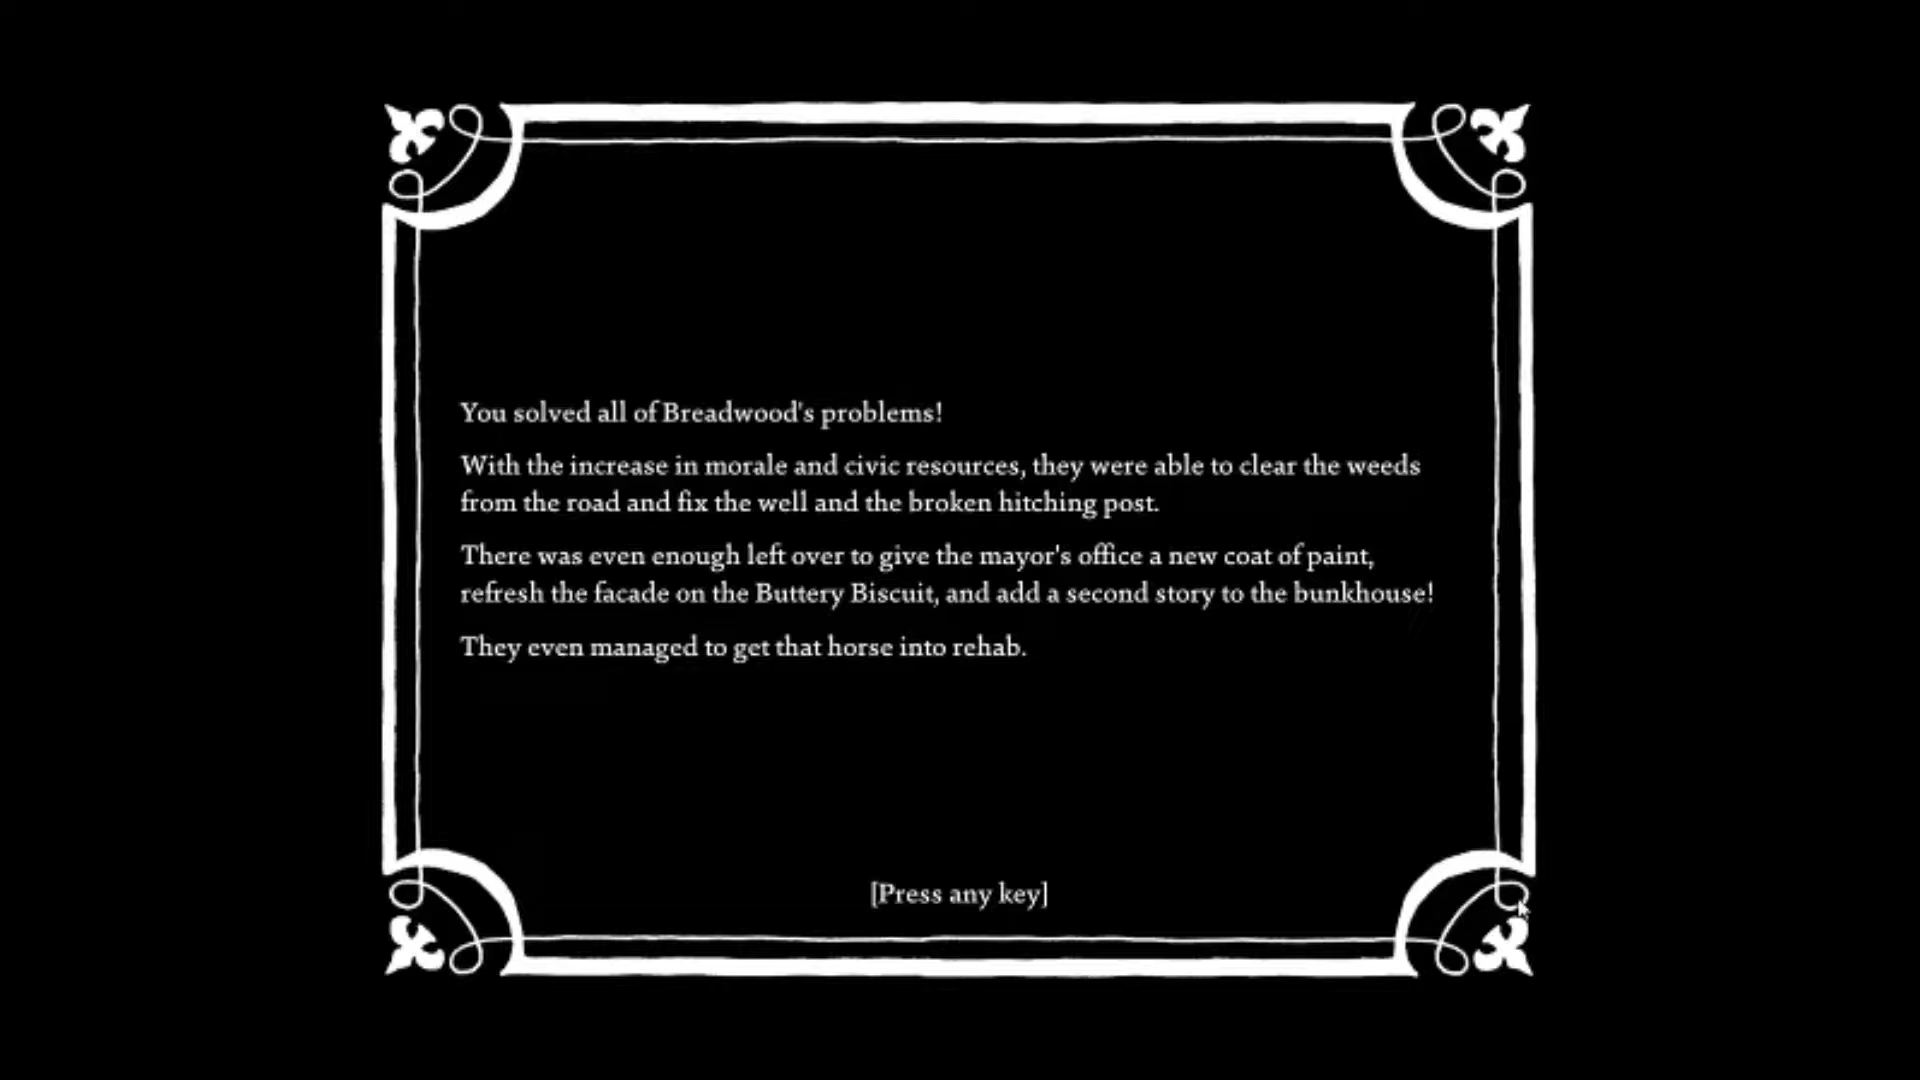 You solved all of Breadwood's problems!
With the increase in morale and civic resources, they were able to clear the weeds
from the road and fix the well and the broken hitching post.
There was even enough left over to give the mayor's office a new coat of paint,
refresh the facade on the Buttery Biscuit, and add a second story to the bunkhouse!
They even managed to get that horse into rehab.
[Press any key]